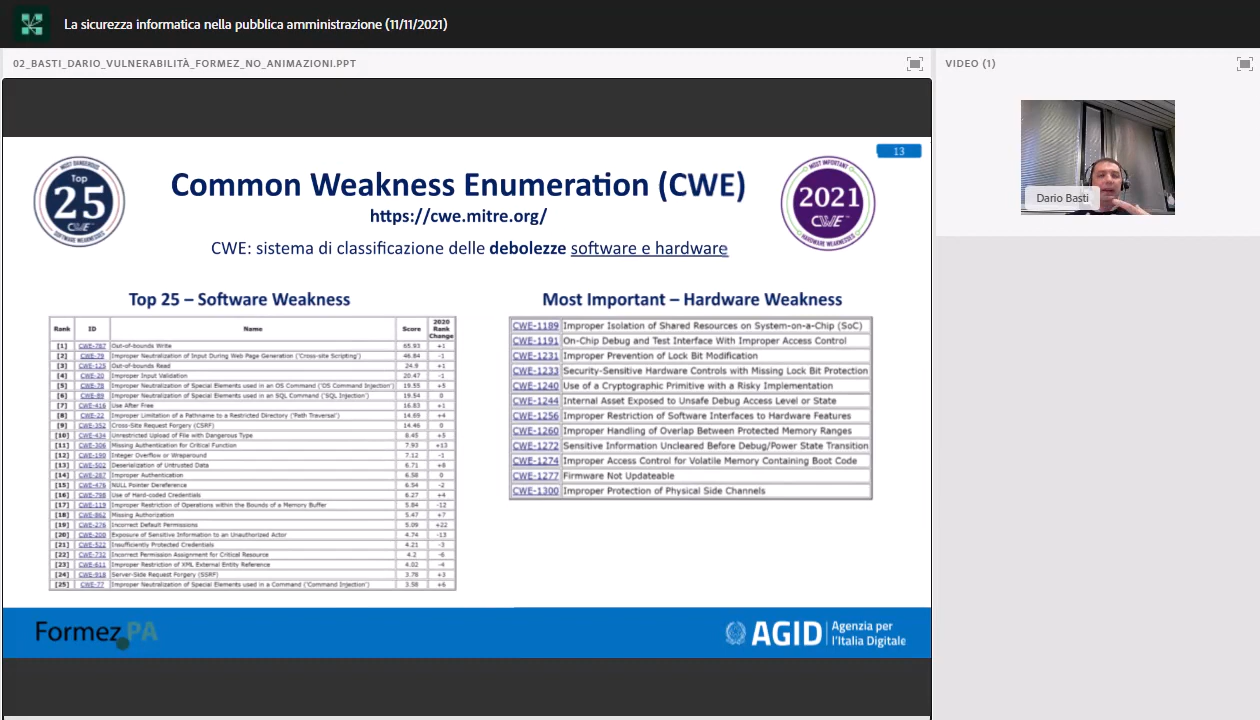 La sicurezza informatica nella pubblica amministrazione (11/11/2021)
02_BASTI_DARIO_VULNERABILITÀ_FORMEZ_NO_ANIMAZIONI.PPT
VIDEO (1)
Dario Basti
13
MOST DANGEROUS
Top
25
CWE
SOFTWARE WEAKNESSES
Common Weakness Enumeration (CWE)
https://cwe.mitre.org/
CWE: sistema di classificazione delle debolezze software e hardware
MOST IMPORTANT
2021
CWE
HARDWARE WEAKNESSES
Top 25 – Software Weakness
Rank ID Name Score 2020 Rank Change
[1] CWE-787 Out-of-bounds Write 65.93 +1
[2] CWE-79 Improper Neutralization of Input During Web Page Generation ('Cross-site Scripting') 46.84 -1
[3] CWE-125 Out-of-bounds Read 24.9 +1
[4] CWE-20 Improper Input Validation 20.47 -1
[5] CWE-78 Improper Neutralization of Special Elements used in an OS Command ('OS Command Injection') 19.55 +5
[6] CWE-89 Improper Neutralization of Special Elements used in an SQL Command ('SQL Injection') 19.54 0
[7] CWE-416 Use After Free 16.83 +1
[8] CWE-22 Improper Limitation of a Pathname to a Restricted Directory ('Path Traversal') 14.69 +4
[9] CWE-352 Cross-Site Request Forgery (CSRF) 14.46 0
[10] CWE-434 Unrestricted Upload of File with Dangerous Type 8.45 +5
[11] CWE-306 Missing Authentication for Critical Function 7.93 +13
[12] CWE-190 Integer Overflow or Wraparound 7.12 -1
[13] CWE-502 Deserialization of Untrusted Data 6.71 +8
[14] CWE-287 Improper Authentication 6.58 0
[15] CWE-476 NULL Pointer Dereference 6.54 -2
[16] CWE-798 Use of Hard-coded Credentials 6.27 +4
[17] CWE-119 Improper Restriction of Operations within the Bounds of a Memory Buffer 5.84 -12
[18] CWE-862 Missing Authorization 5.47 +7
[19] CWE-276 Incorrect Default Permissions 5.09 +22
[20] CWE-200 Exposure of Sensitive Information to an Unauthorized Actor 4.74 -13
[21] CWE-522 Insufficiently Protected Credentials 4.21 -3
[22] CWE-732 Incorrect Permission Assignment for Critical Resource 4.2 -6
[23] CWE-611 Improper Restriction of XML External Entity Reference 4.02 -4
[24] CWE-918 Server-Side Request Forgery (SSRF) 3.78 +3
[25] CWE-77 Improper Neutralization of Special Elements used in a Command ('Command Injection') 3.58 +6
Most Important – Hardware Weakness
CWE-1189 Improper Isolation of Shared Resources on System-on-a-Chip (SoC)
CWE-1191 On-Chip Debug and Test Interface With Improper Access Control
CWE-1231 Improper Prevention of Lock Bit Modification
CWE-1233 Security-Sensitive Hardware Controls with Missing Lock Bit Protection
CWE-1240 Use of a Cryptographic Primitive with a Risky Implementation
CWE-1244 Internal Asset Exposed to Unsafe Debug Access Level or State
CWE-1256 Improper Restriction of Software Interfaces to Hardware Features
CWE-1260 Improper Handling of Overlap Between Protected Memory Ranges
CWE-1272 Sensitive Information Uncleared Before Debug/Power State Transition
CWE-1274 Improper Access Control for Volatile Memory Containing Boot Code
CWE-1277 Firmware Not Updateable
CWE-1300 Improper Protection of Physical Side Channels
Formez PA
AGID Agenzia per
l'Italia Digitale